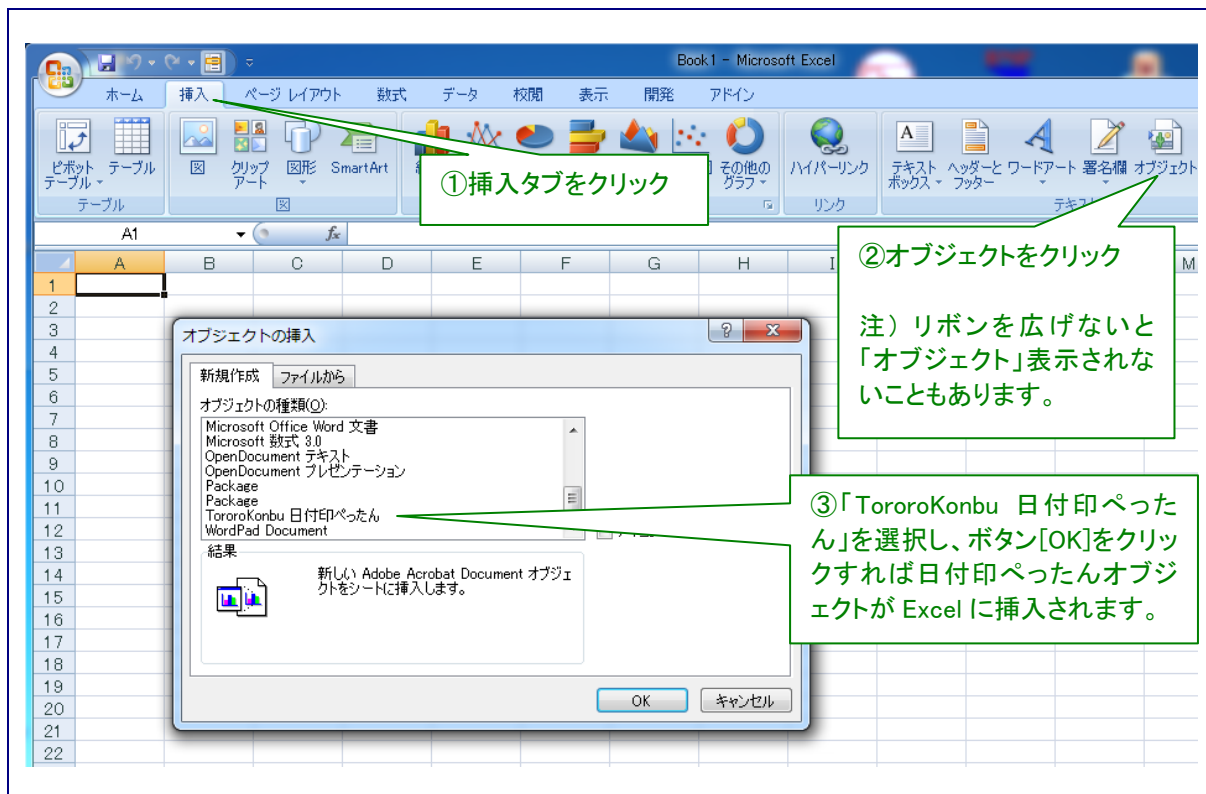 Book1 - Microsoft Excel
ホーム 挿入 ページ レイアウト 数式 データ 校閲 表示 開発 アドイン
ピボット テーブル 図 クリップ 図形 SmartArt その他の ハイパーリンク テキスト ヘッダーと ワードアート 署名欄 オブジェクト
テーブル アート グラフ ボックス フッター
テーブル 図 リンク
①挿入タブをクリック
A1 fx
A B C D E F G H I M
②オブジェクトをクリック
注）リボンを広げないと
「オブジェクト」表示されな
いこともあります。
1
2
3
4
5
6
7
8
9
10
11
12
13
14
15
16
17
18
19
20
21
22
オブジェクトの挿入
新規作成 ファイルから
オブジェクトの種類(O):
Microsoft Office Word 文書
Microsoft 数式 3.0
OpenDocument テキスト
OpenDocument プレゼンテーション
Package
Package
TororoKonbu 日付印ぺったん
WordPad Document
結果
新しい Adobe Acrobat Document オブジェ
クトをシートに挿入します。
OK キャンセル
③「TororoKonbu 日付印ぺった
ん」を選択し、ボタン[OK]をクリッ
クすれば日付印ぺったんオブジ
ェクトが Excel に挿入されます。